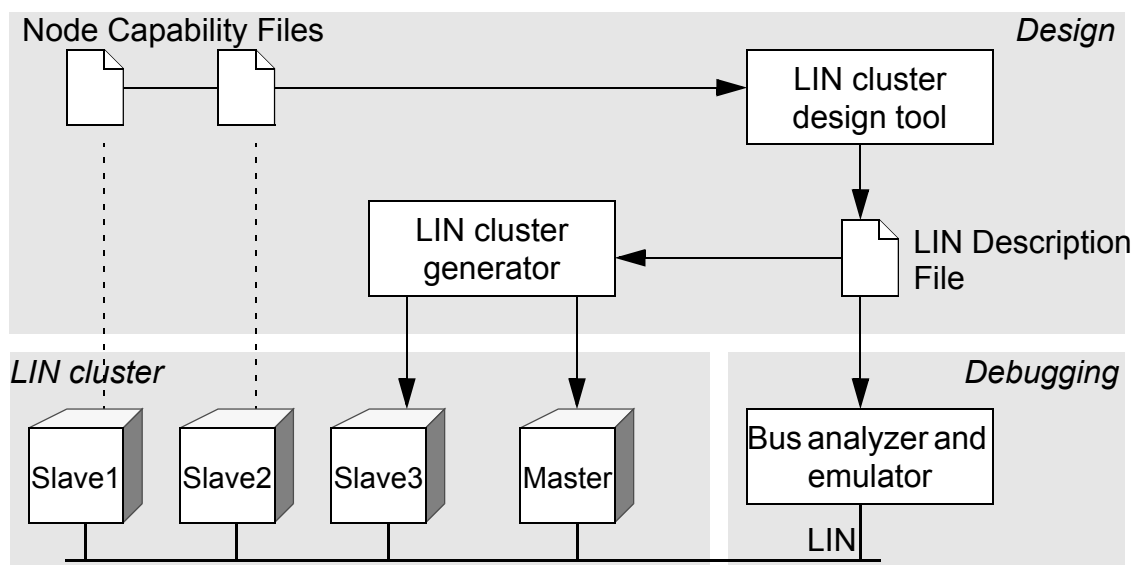 Node Capability Files
Design
LIN cluster
design tool
LIN cluster
generator
LIN Description
File
LIN cluster
Debugging
Slave1
Slave2
Slave3
Master
Bus analyzer and
emulator
LIN